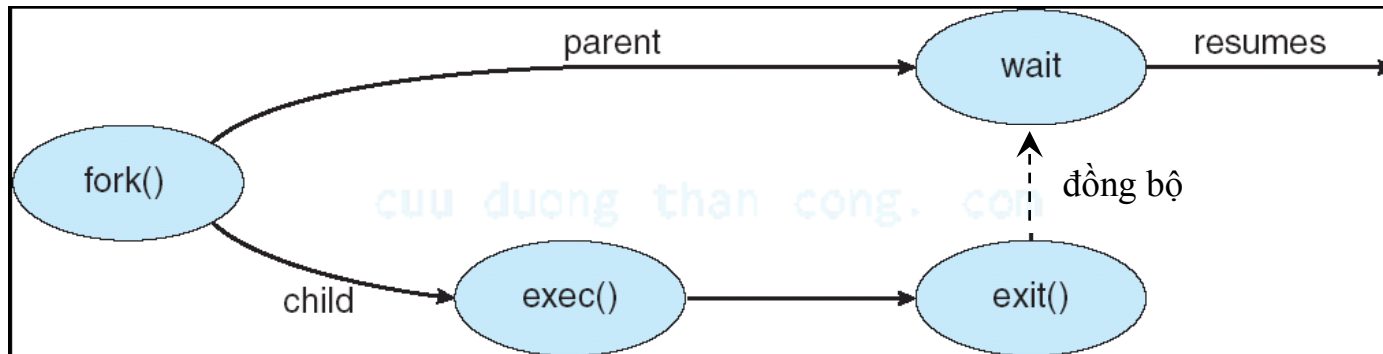 parent
wait
resumes
fork()
cuu duong than cong. com
đồng bộ
child
exec()
exit()